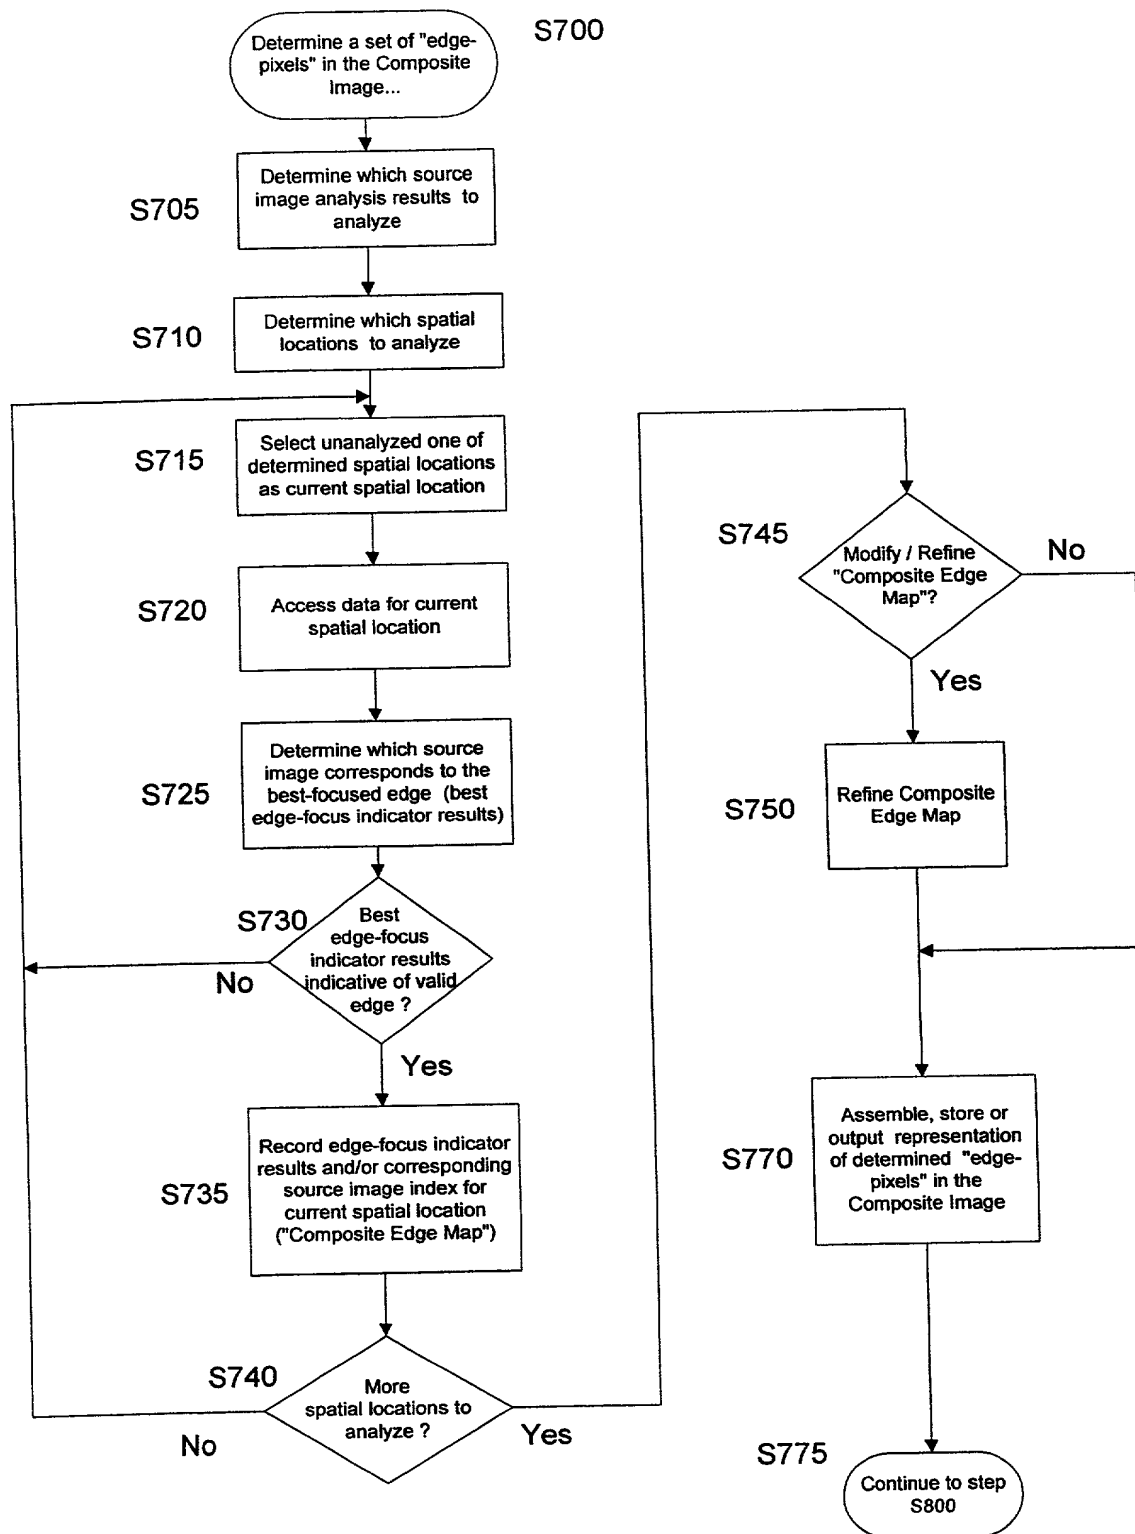 S700
Determine a set of "edge-
pixels" in the Composite
Image...
S705
Determine which source
image analysis results to
analyze
S710
Determine which spatial
locations to analyze
S715
Select unanalyzed one of
determined spatial locations
as current spatial location
S720
Access data for current
spatial location
S725
Determine which source
image corresponds to the
best-focused edge (best
edge-focus indicator results)
S730
Best
edge-focus
indicator results
indicative of valid
edge ?
No
Yes
S735
Record edge-focus indicator
results and/or corresponding
source image index for
current spatial location
("Composite Edge Map")
S740
More
spatial locations to
analyze ?
No
Yes
S745
Modify / Refine
"Composite Edge
Map"?
No
Yes
S750
Refine Composite
Edge Map
S770
Assemble, store or
output representation
of determined "edge-
pixels" in the
Composite Image
S775
Continue to step
S800